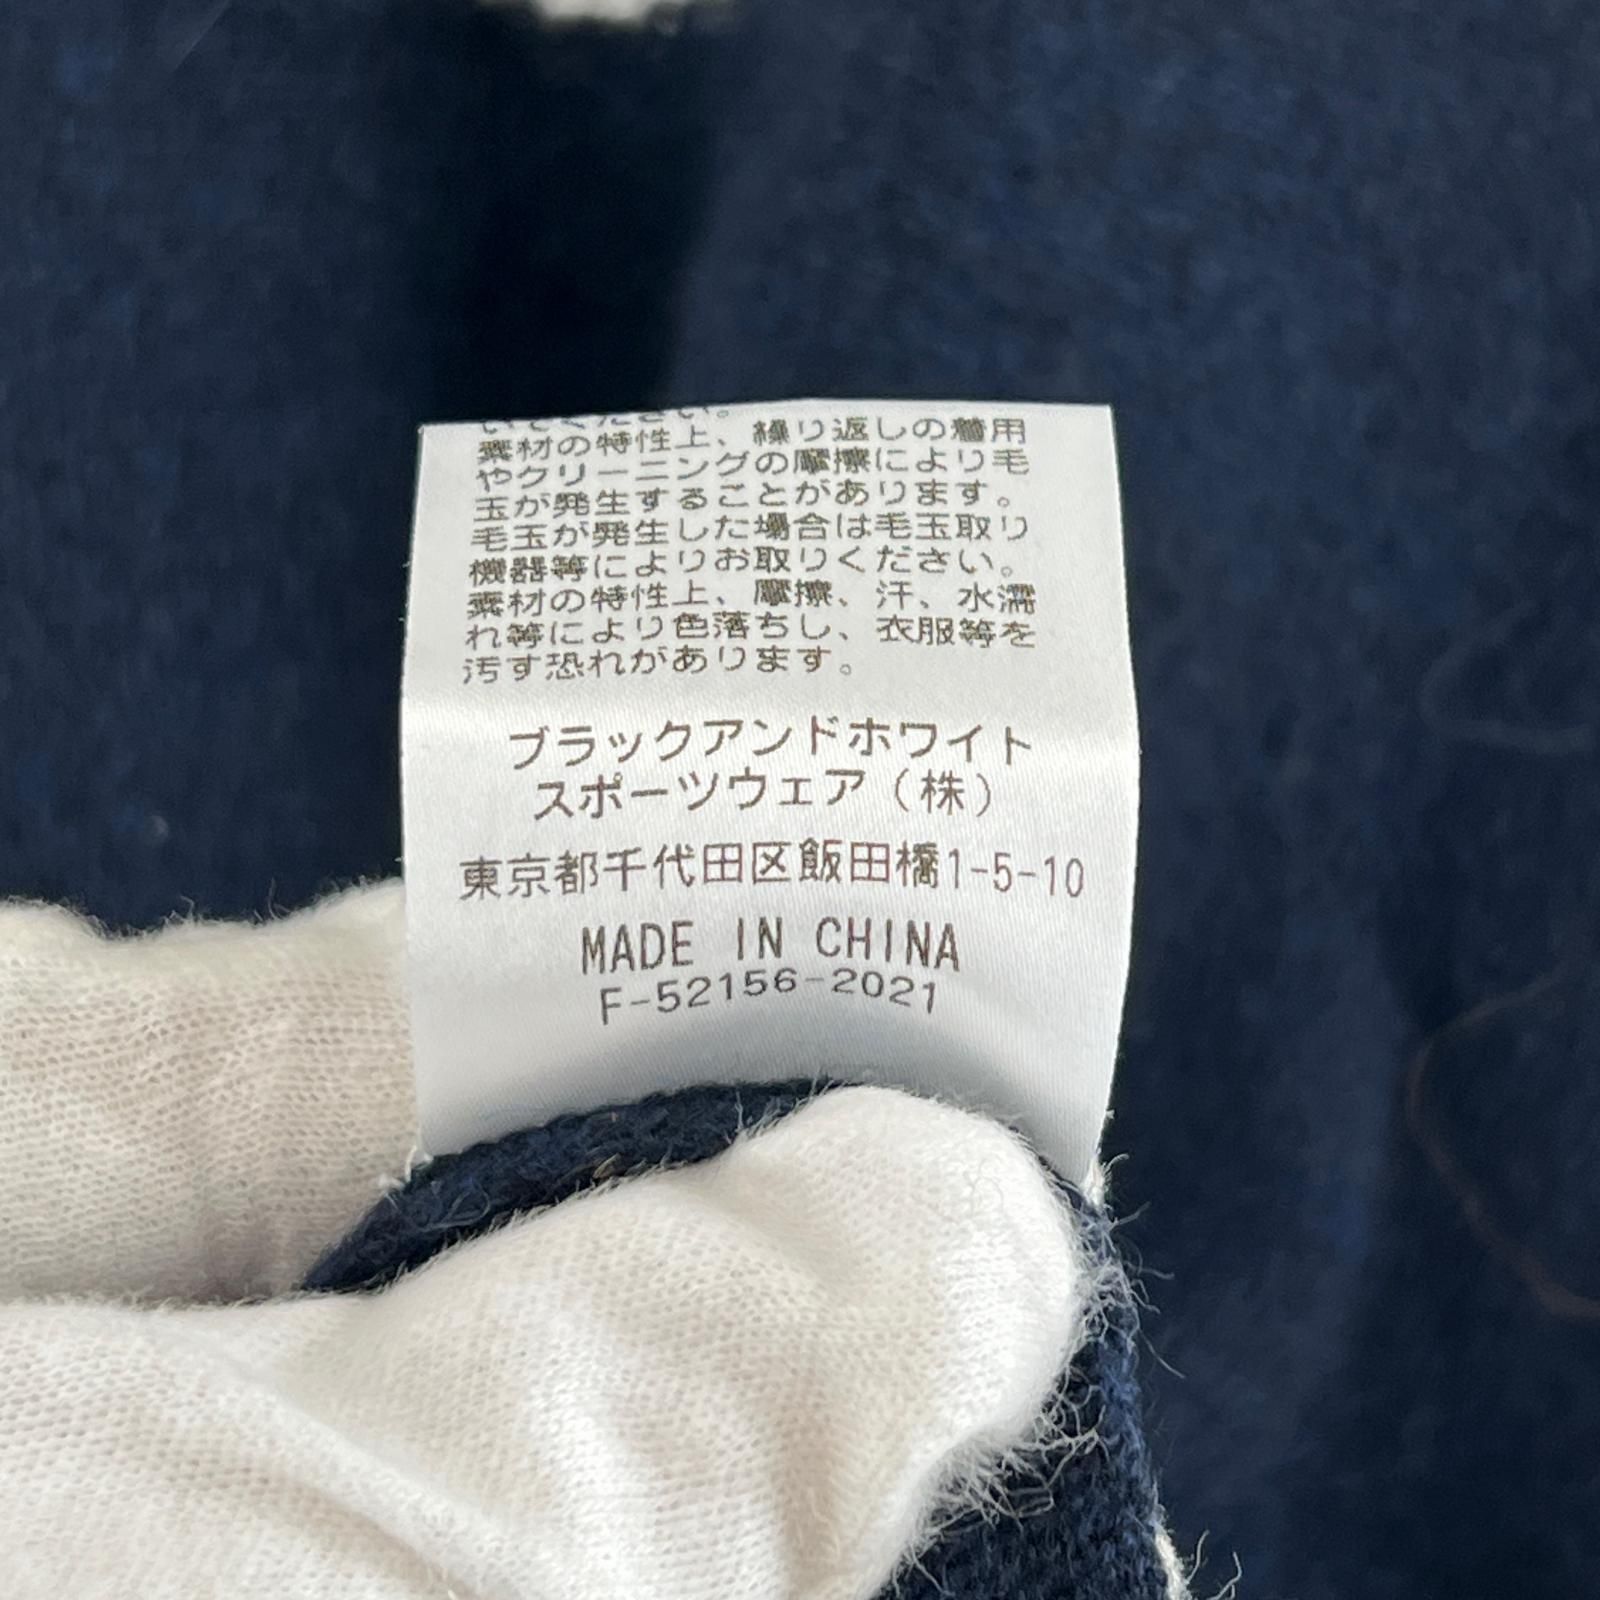 いてください。
素材の特性上、繰り返しの着用
やクリーニングの摩擦により毛
玉が発生することがあります。
毛玉が発生した場合は毛玉取り
機器等によりお取りください。
素材の特性上、摩擦、汗、水濡
れ等により色落ちし、衣服等を
汚す恐れがあります。
ブラックアンドホワイト
スポーツウェア(株)
東京都千代田区飯田橋1-5-10
MADE IN CHINA
F-52156-2021